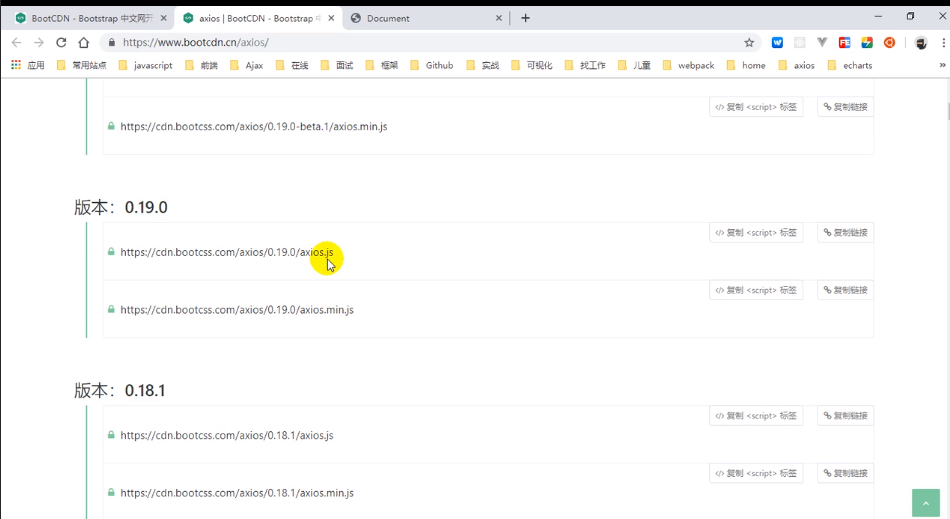 BootCDN - Bootstrap 中文网开
axios | BootCDN - Bootstrap 中
Document
https://www.bootcdn.cn/axios/
应用 常用站点 javascript 前端 Ajax 在线 面试 框架 Github 实战 可视化 找工作 儿童 webpack home axios echarts »
</> 复制 <script> 标签 复制链接
https://cdn.bootcss.com/axios/0.19.0-beta.1/axios.min.js
版本：0.19.0
</> 复制 <script> 标签 复制链接
https://cdn.bootcss.com/axios/0.19.0/axios.js
</> 复制 <script> 标签 复制链接
https://cdn.bootcss.com/axios/0.19.0/axios.min.js
版本：0.18.1
</> 复制 <script> 标签 复制链接
https://cdn.bootcss.com/axios/0.18.1/axios.js
</> 复制 <script> 标签 复制链接
https://cdn.bootcss.com/axios/0.18.1/axios.min.js